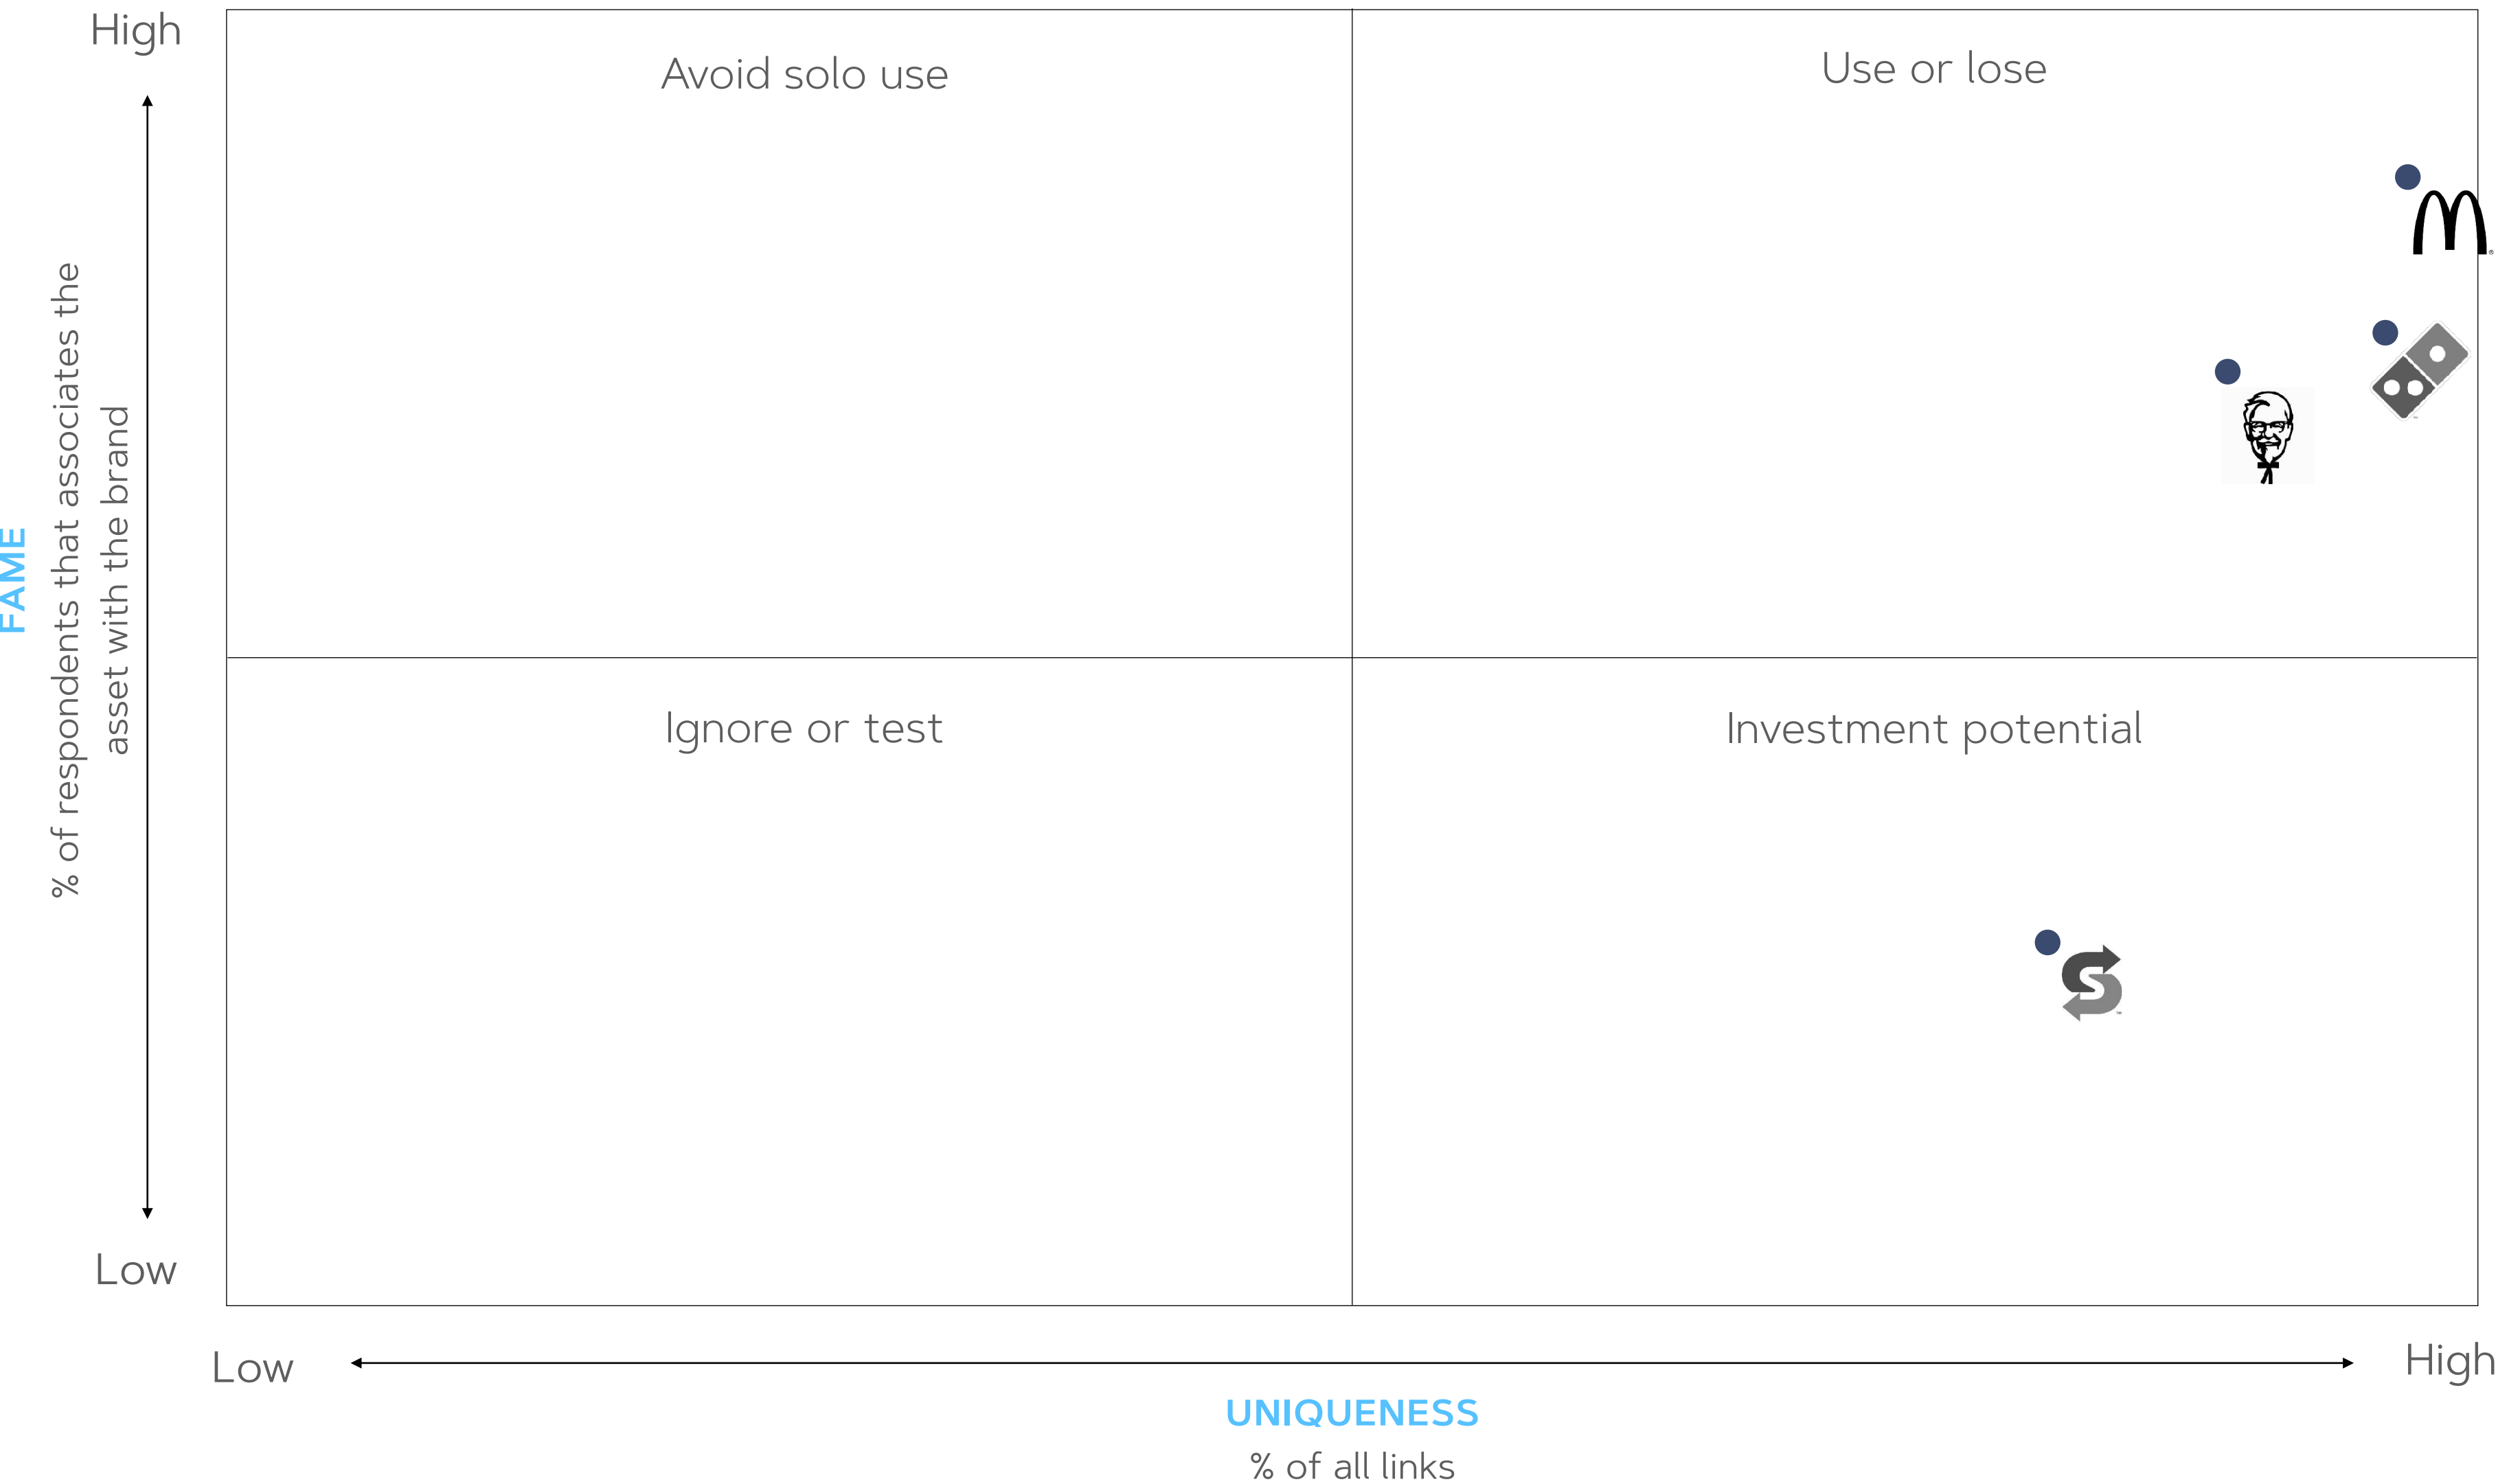 High
Avoid solo use
Use or lose
FAME
% of respondents that associates the
asset with the brand
Ignore or test
Investment potential
Low
Low
High
UNIQUENESS
% of all links